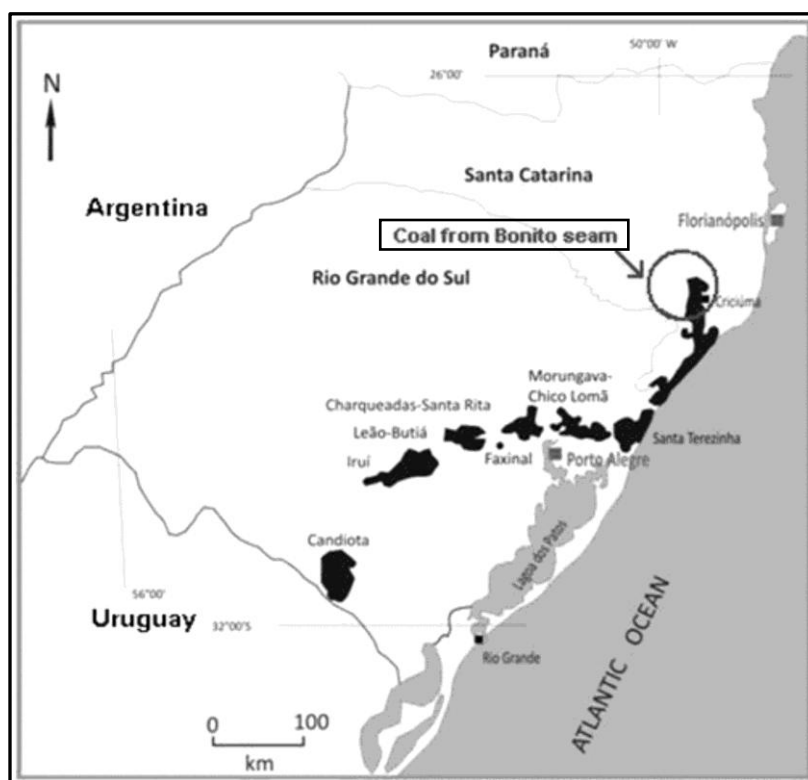 Paraná
50°00' W
26°00'
N
Santa Catarina
Argentina
Florianópolis
Coal from Bonito seam
Rio Grande do Sul
Criciúma
Morungava-
Chico Lomã
Charqueadas-Santa Rita
Leão-Butiá
Santa Terezinha
Iruí
Faxinal
Porto Alegre
Candiota
Lagoa dos Patos
56°00'
Uruguay
32°00'S
Rio Grande
ATLANTIC OCEAN
0
100
km